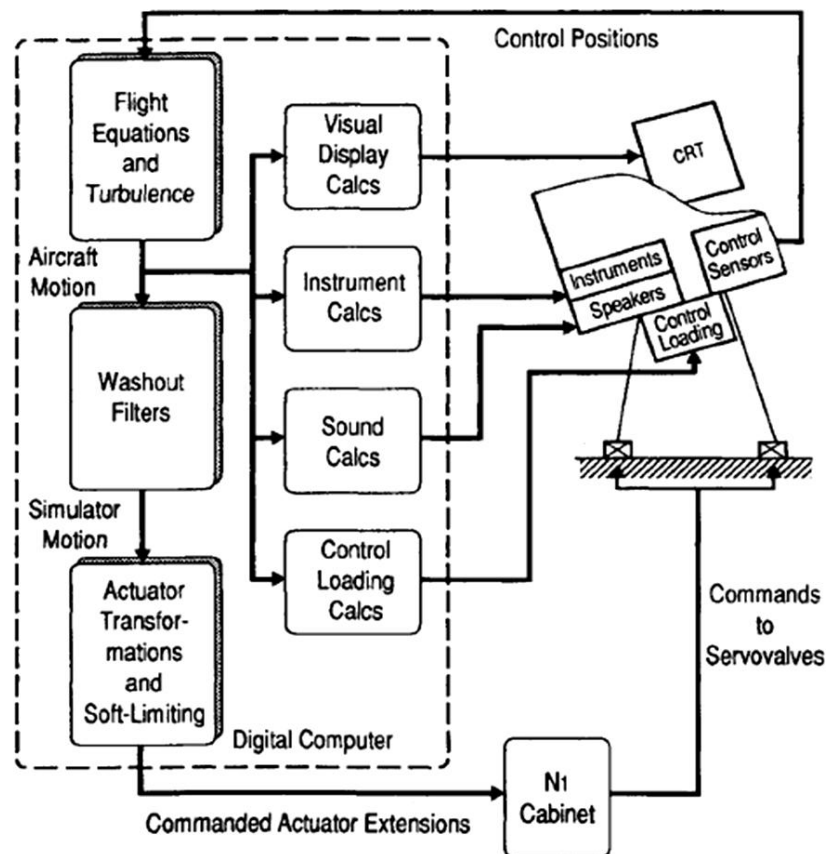 Control Positions
Flight
Equations
and
Turbulence
Visual
Display
Calcs
CRT
Aircraft
Motion
Instrument
Calcs
Instruments
Speakers
Control
Sensors
Control
Loading
Washout
Filters
Sound
Calcs
Simulator
Motion
Control
Loading
Calcs
Actuator
Transfor-
mations
and
Soft-Limiting
Commands
to
Servovalves
Digital Computer
N1
Cabinet
Commanded Actuator Extensions